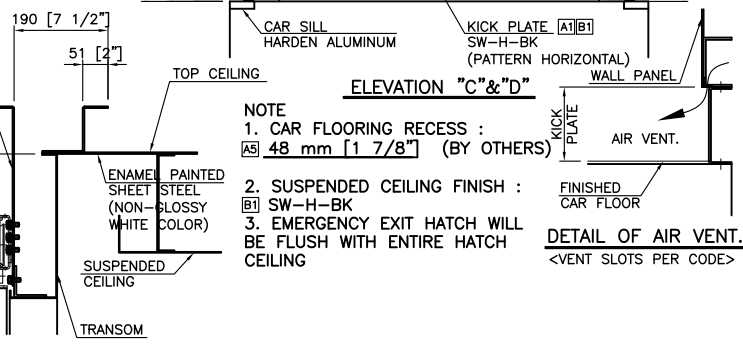 190 [7 1/2"]
51 [2"]
TOP CEILING
ENAMEL PAINTED
SHEET STEEL
(NON-GLOSSY
WHITE COLOR)
SUSPENDED
CEILING
TRANSOM
CAR SILL
HARDEN ALUMINUM
KICK PLATE A1 B1
SW-H-BK
(PATTERN HORIZONTAL)
ELEVATION "C"&"D"
NOTE
1. CAR FLOORING RECESS :
A5 48 mm [1 7/8"] (BY OTHERS)
2. SUSPENDED CEILING FINISH :
B1 SW-H-BK
3. EMERGENCY EXIT HATCH WILL
BE FLUSH WITH ENTIRE HATCH
CEILING
WALL PANEL
KICK
PLATE
AIR VENT.
FINISHED
CAR FLOOR
DETAIL OF AIR VENT.
<VENT SLOTS PER CODE>